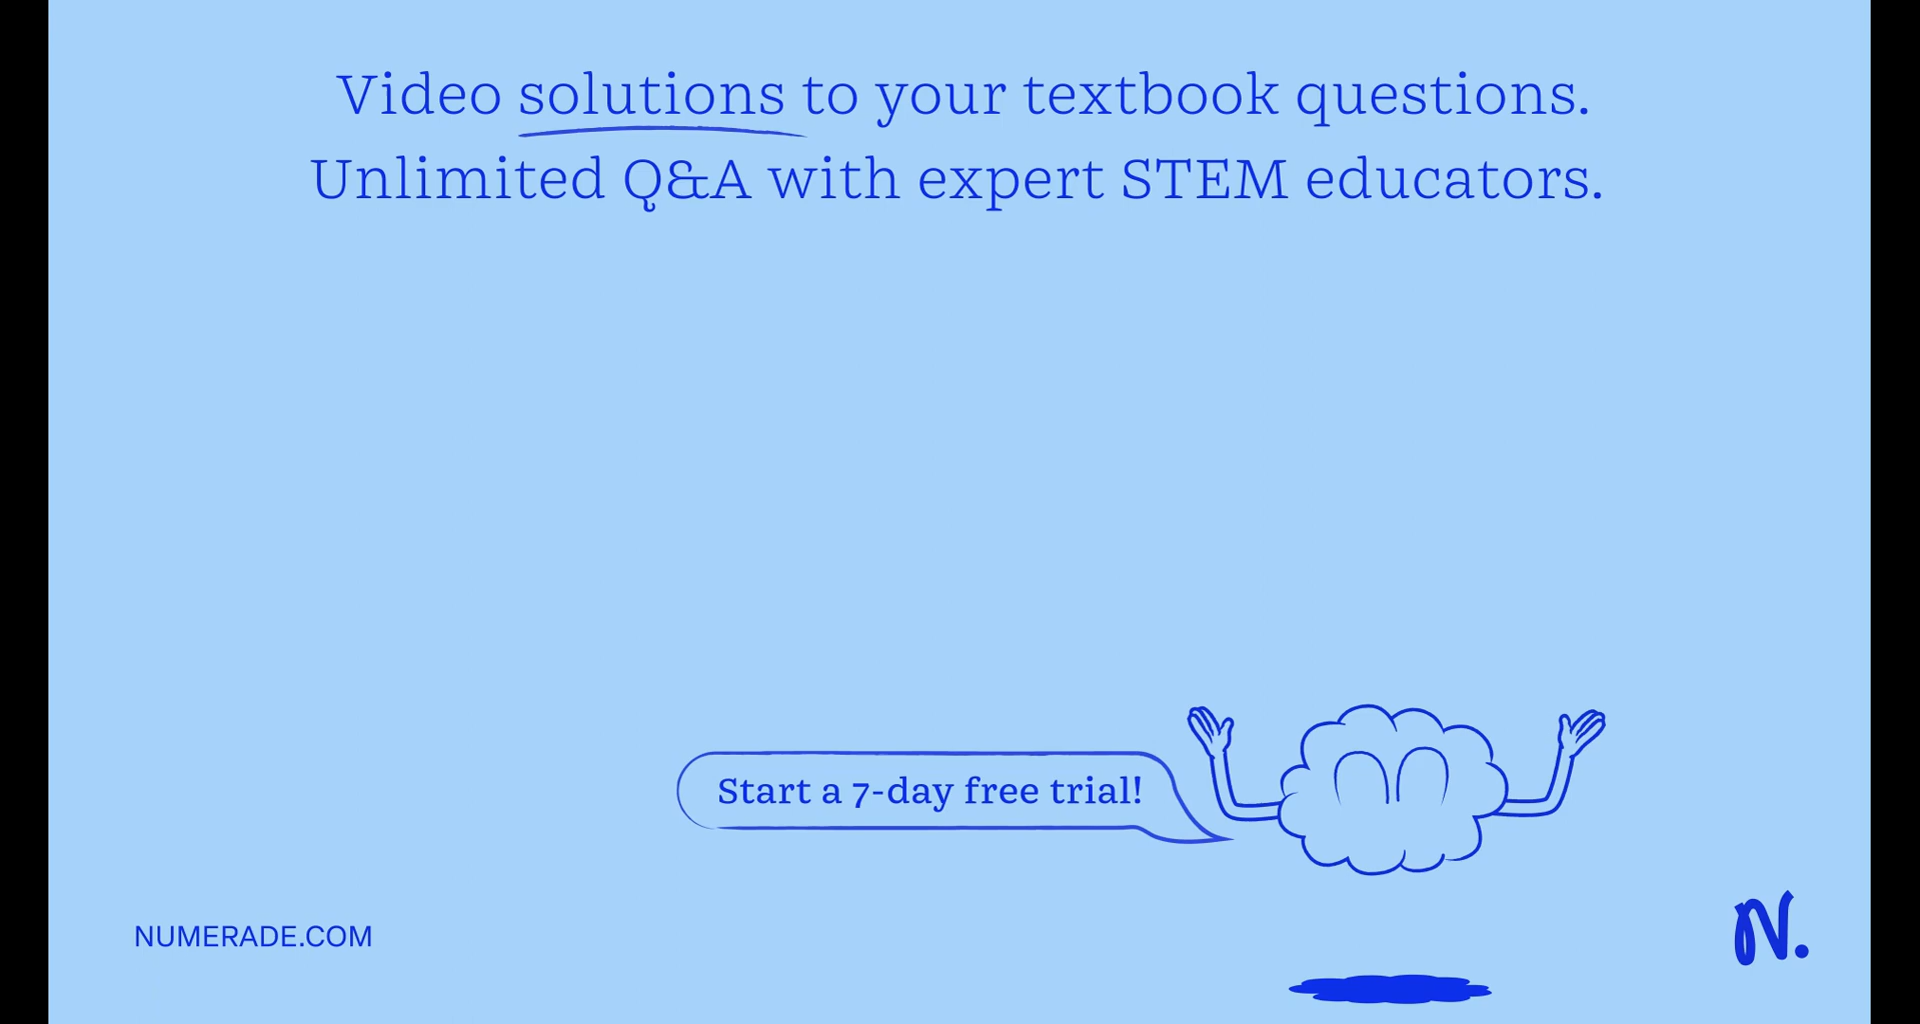 Video solutions to your textbook questions.
Unlimited Q&A with expert STEM educators.
Start a 7-day free trial!
NUMERADE.COM
N.